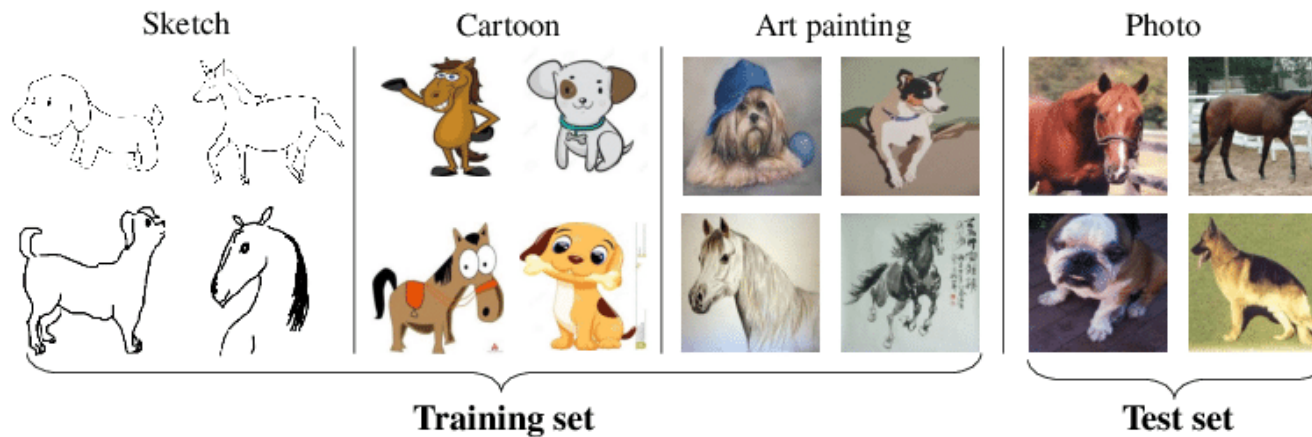 Sketch
Cartoon
Art painting
Photo
Training set
Test set